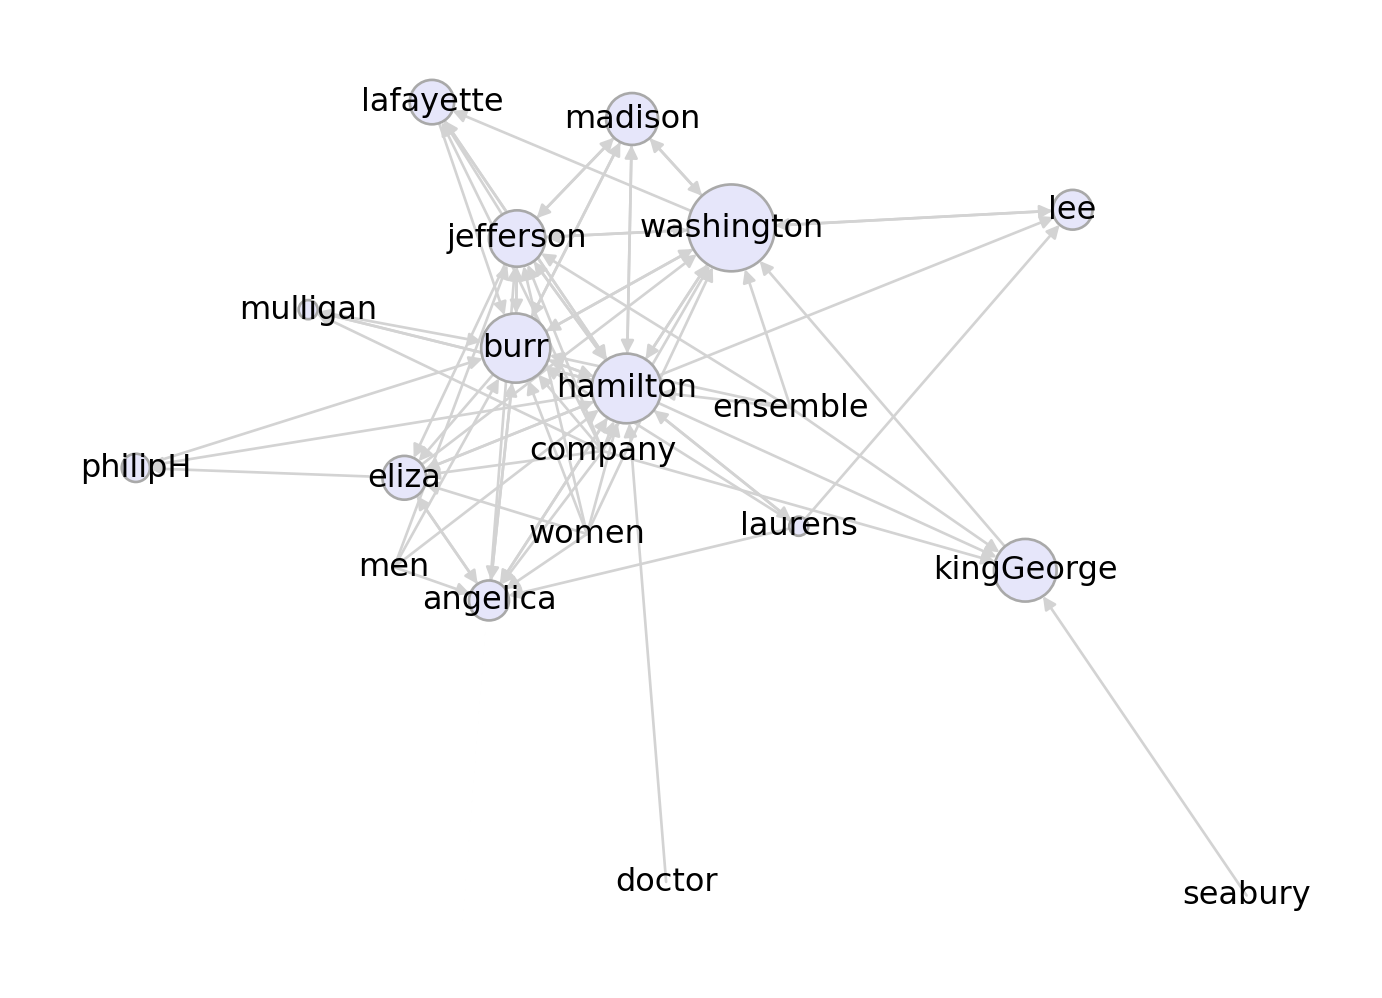 lafayette
madison
lee
washington
jefferson
mulligan
burr
hamilton
ensemble
company
philipH
eliza
laurens
women
men
kingGeorge
angelica
doctor
seabury